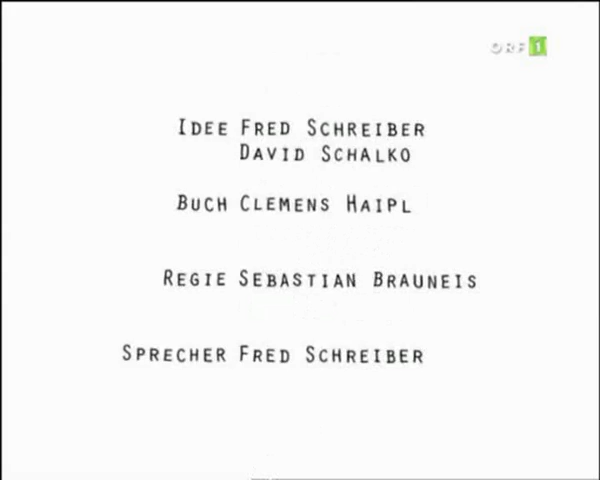 ORF 1
IDEE FRED SCHREIBER
DAVID SCHALKO
BUCH CLEMENS HAIPL
REGIE SEBASTIAN BRAUNEIS
SPRECHER FRED SCHREIBER